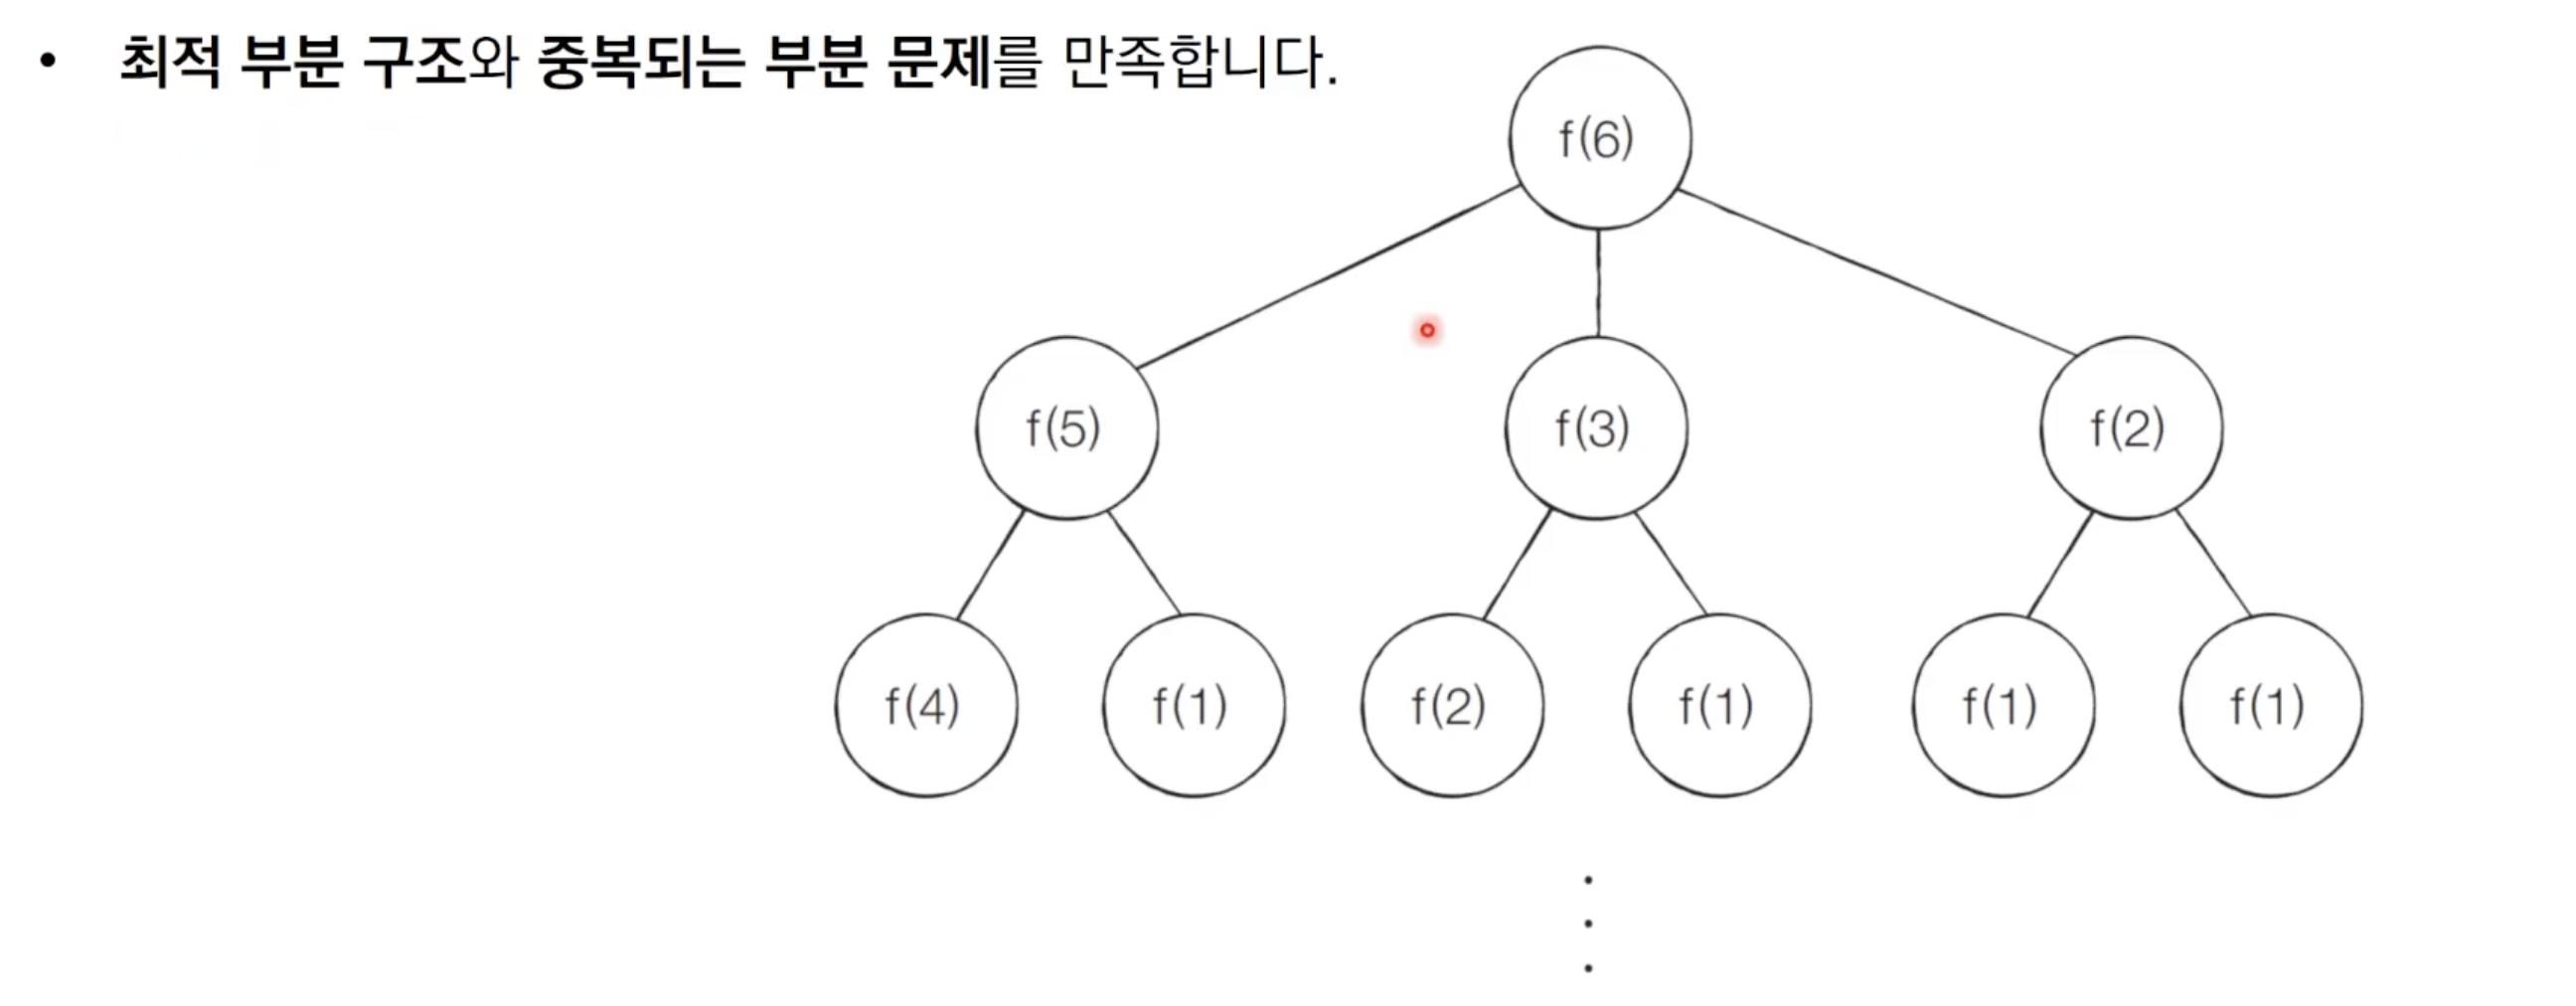 • 최적 부분 구조와 중복되는 부분 문제를 만족합니다.
f(6)
f(5) f(3) f(2)
f(4) f(1) f(2) f(1) f(1) f(1)